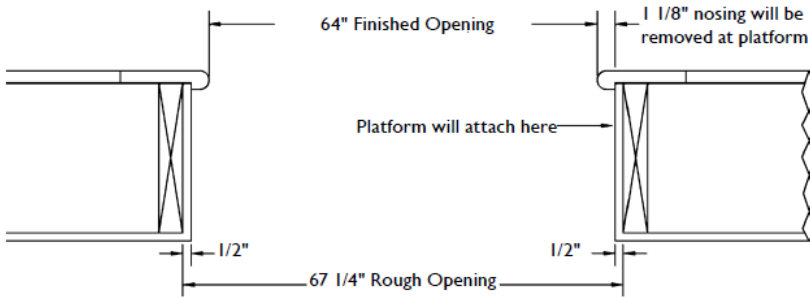 64" Finished Opening
1 1/8" nosing will be
removed at platform
Platform will attach here
1/2"
1/2"
67 1/4" Rough Opening